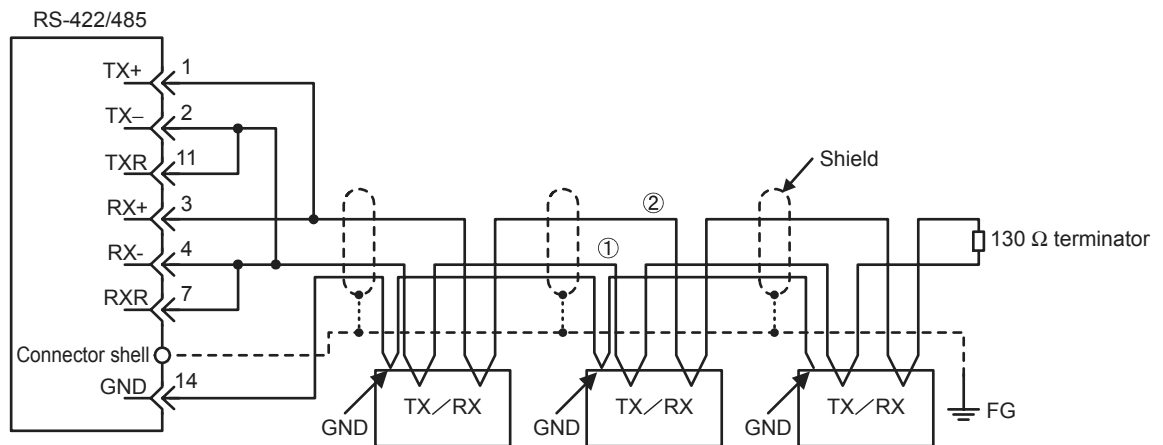 RS-422/485
TX+ 1
TX– 2
TXR 11
RX+ 3
RX- 4
RXR 7
Connector shell
GND 14
Shield
②
①
130 Ω terminator
TX/RX
TX/RX
TX/RX
GND
GND
GND
FG